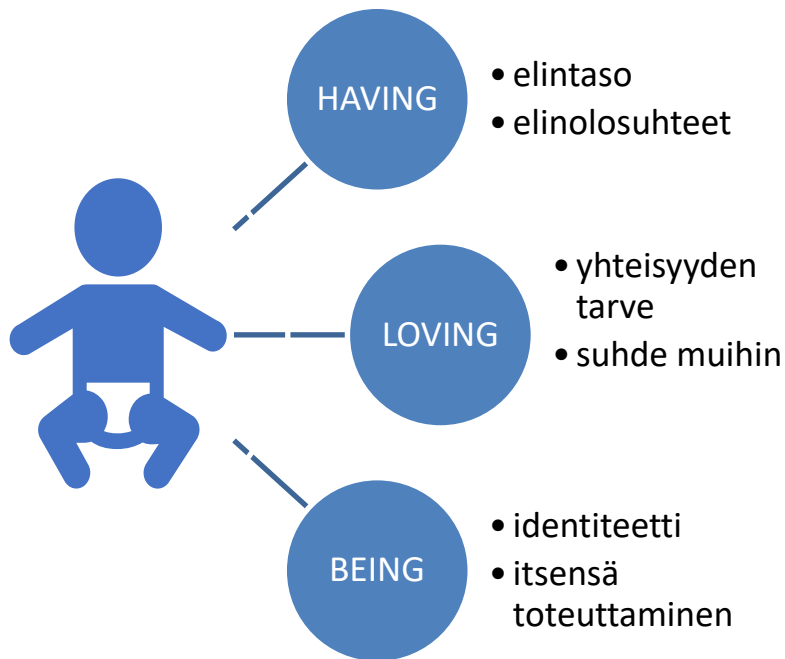 HAVING
• elintaso
• elinolosuhteet
LOVING
• yhteisyyden
tarve
• suhde muihin
BEING
• identiteetti
• itsensä
toteuttaminen